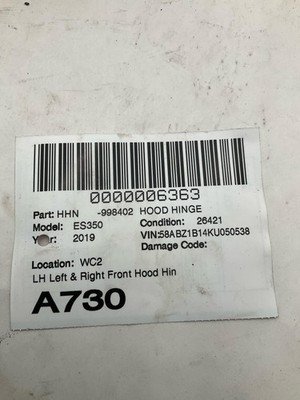 0000006363
Part: HHN -998402 HOOD HINGE
Model: ES350 Condition: 26421
Year: 2019 VIN:58ABZ1B14KU050538
Damage Code:
Location: WC2
LH Left & Right Front Hood Hin
A730